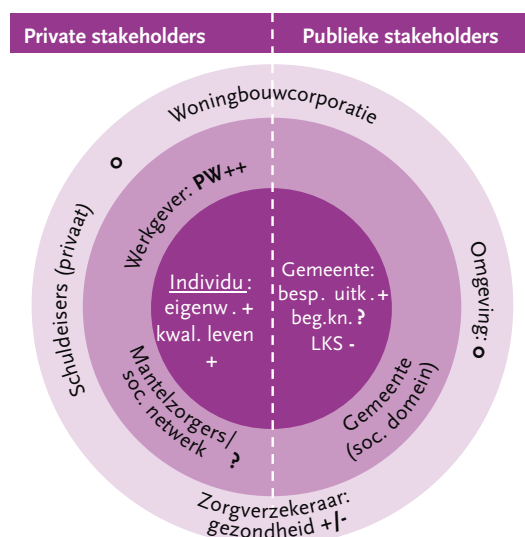 Private stakeholders
Publieke stakeholders
Woningbouwcorporatie
Schuldeisers (privaat) o
Omgeving: o
Zorgverzekeraar:
gezondheid +/-
Werkgever: PW++
Mantelzorgers/
soc. netwerk ?
Gemeente
(soc. domein)
Individu:
eigenw. +
kwal. leven
+
Gemeente:
besp. uitk. +
beg.kn. ?
LKS -